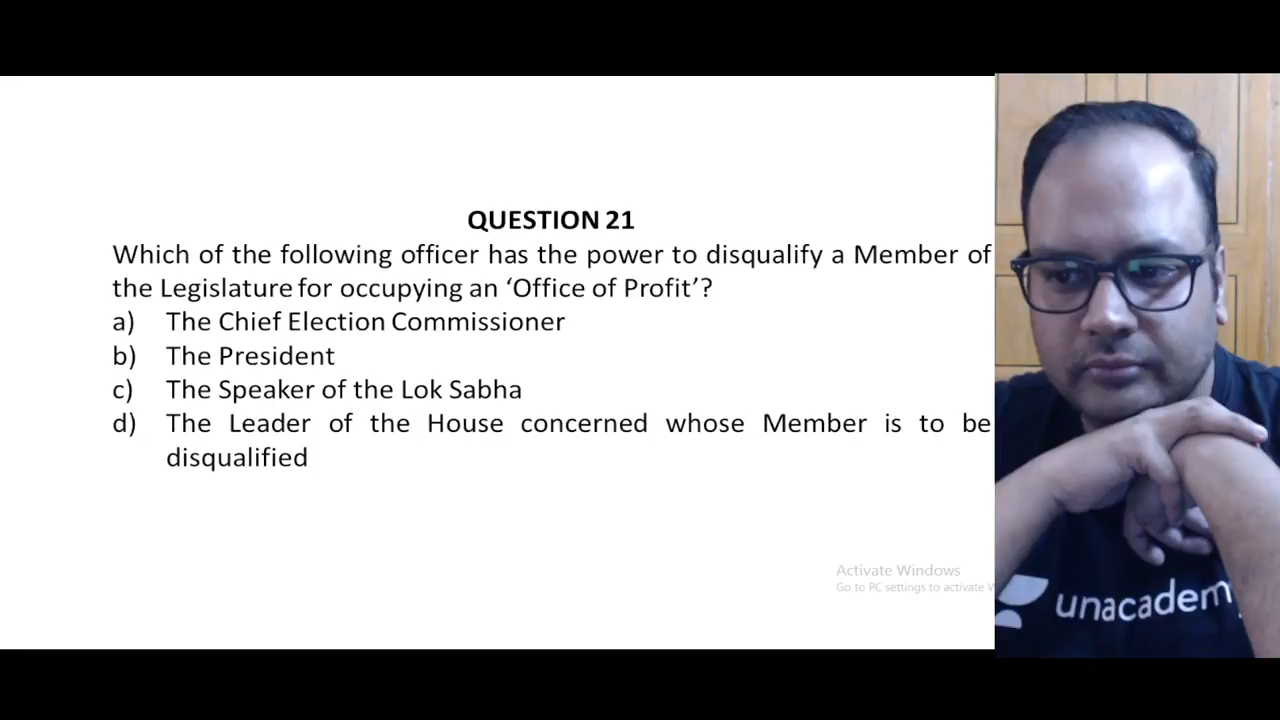 QUESTION 21
Which of the following officer has the power to disqualify a Member of
the Legislature for occupying an ‘Office of Profit’?
a) The Chief Election Commissioner
b) The President
c) The Speaker of the Lok Sabha
d) The Leader of the House concerned whose Member is to be
disqualified
Activate Windows
Go to PC settings to activate
unacademy